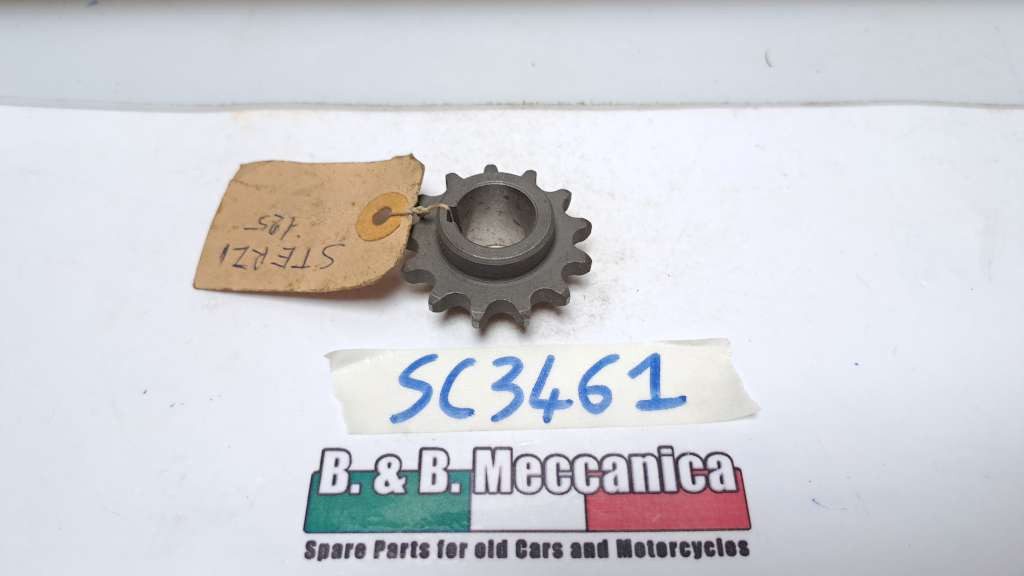 STERZI
125
SC3461
B. & B. Meccanica
Spare Parts for old Cars and Motorcycles